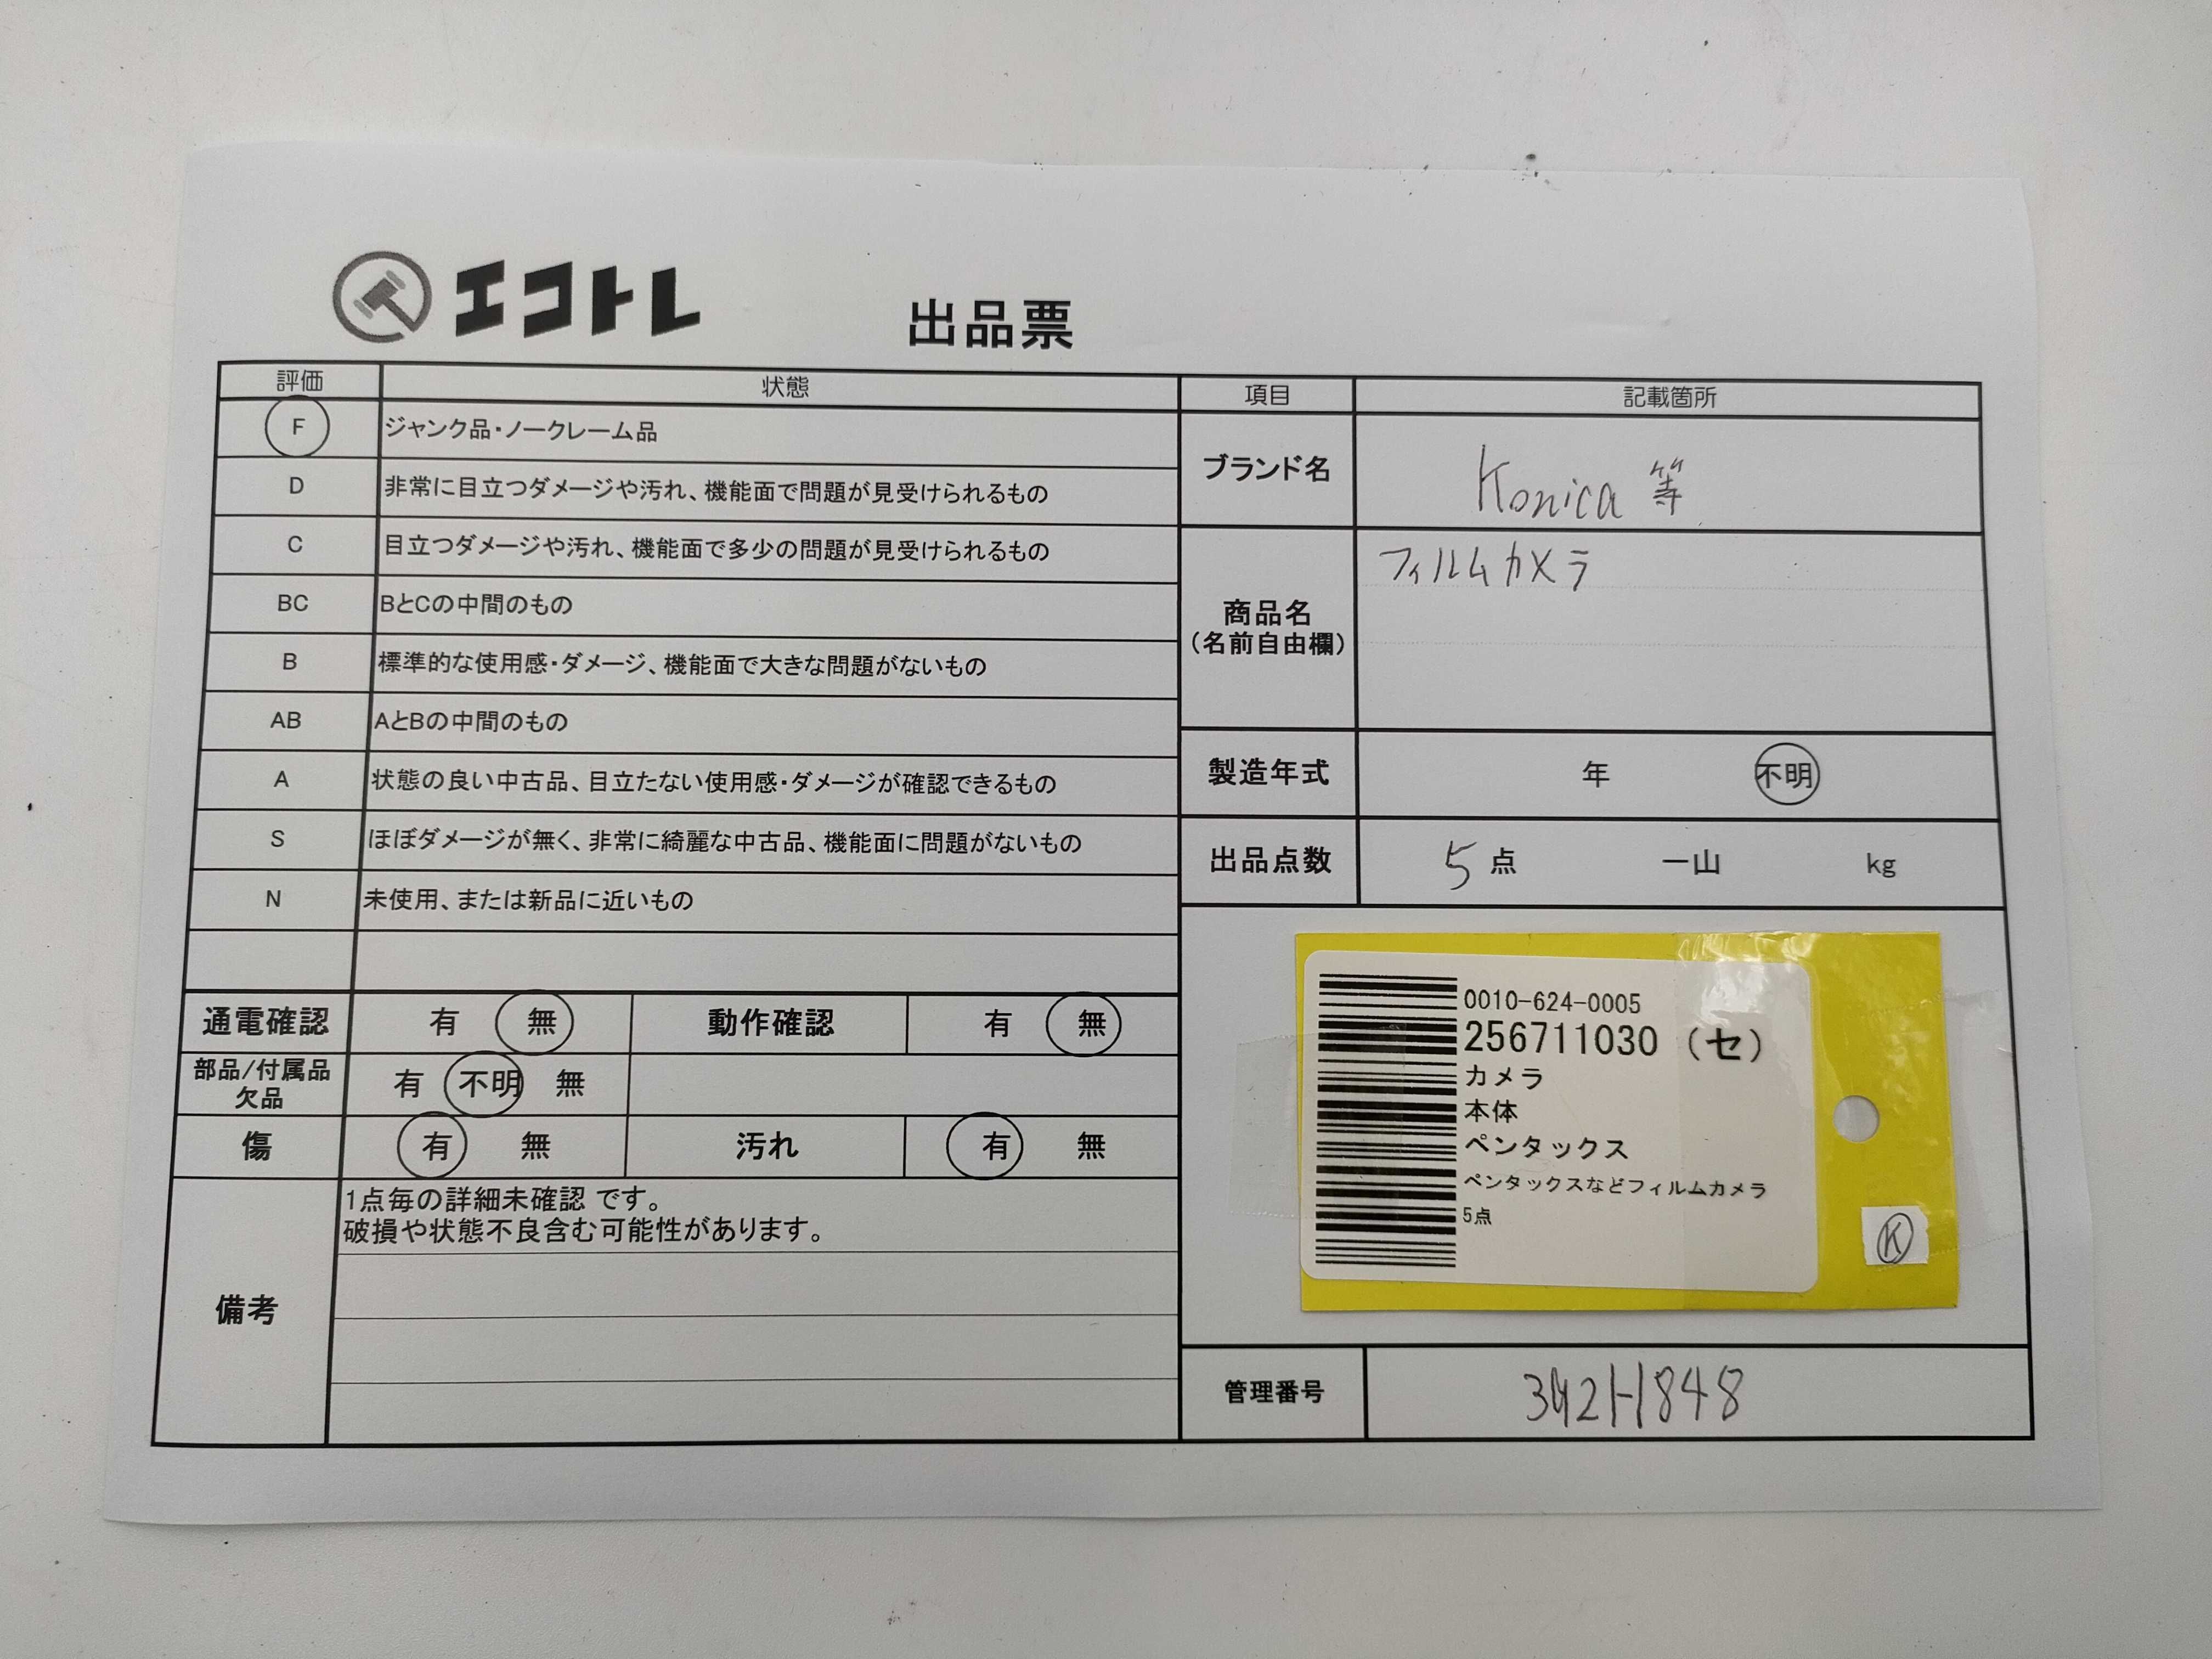 エコトレ
出品票
評価 状態
F ジャンク品・ノークレーム品
D 非常に目立つダメージや汚れ、機能面で問題が見受けられるもの
C 目立つダメージや汚れ、機能面で多少の問題が見受けられるもの
BC BとCの中間のもの
B 標準的な使用感・ダメージ、機能面で大きな問題がないもの
AB AとBの中間のもの
A 状態の良い中古品、目立たない使用感・ダメージが確認できるもの
S ほぼダメージが無く、非常に綺麗な中古品、機能面に問題がないもの
N 未使用、または新品に近いもの
通電確認 有 無 動作確認 有 無
部品/付属品
欠品 有 不明 無
傷 有 無 汚れ 有 無
備考
1点毎の詳細未確認 です。
破損や状態不良含む可能性があります。
項目 記載箇所
ブランド名 Konica 等
商品名
(名前自由欄)
フィルムカメラ
製造年式 年 不明
出品点数 5 点 一山 kg
0010-624-0005
256711030 (セ)
カメラ
本体
ペンタックス
ペンタックスなどフィルムカメラ
5点
K
管理番号 3421-1848